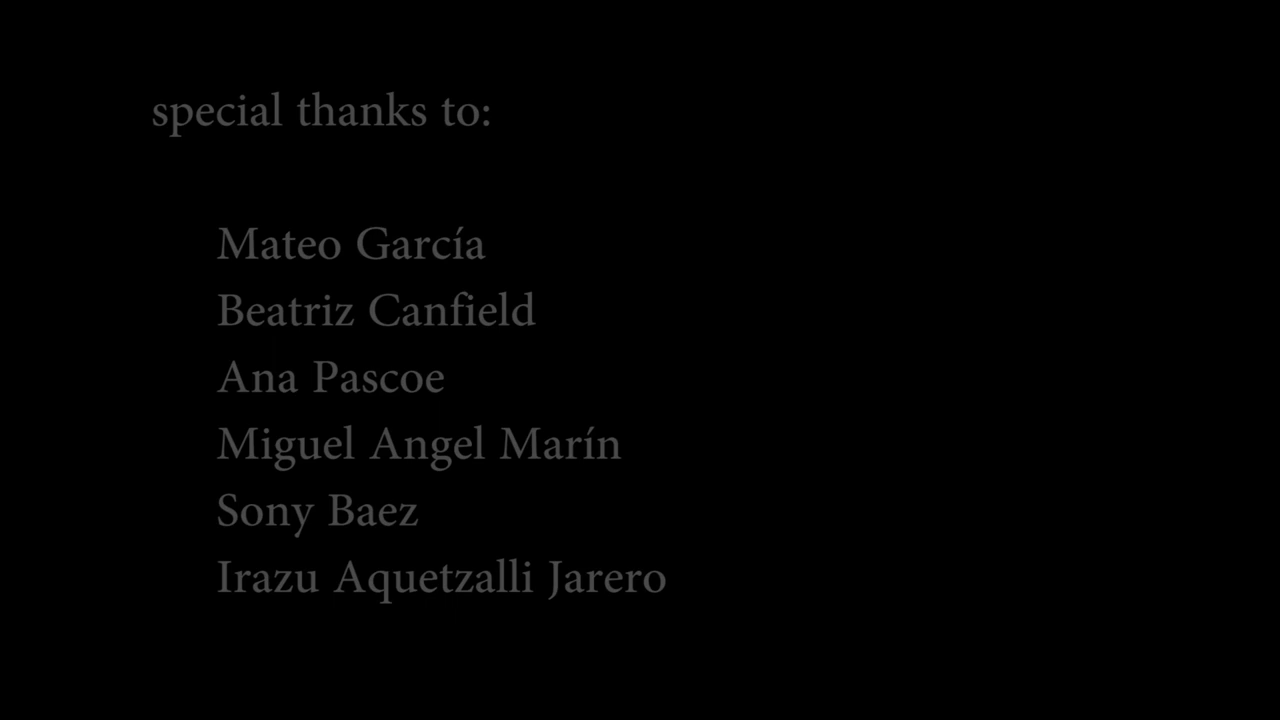 special thanks to:
Mateo García
Beatriz Canfield
Ana Pascoe
Miguel Angel Marín
Sony Baez
Irazu Aquetzalli Jarero